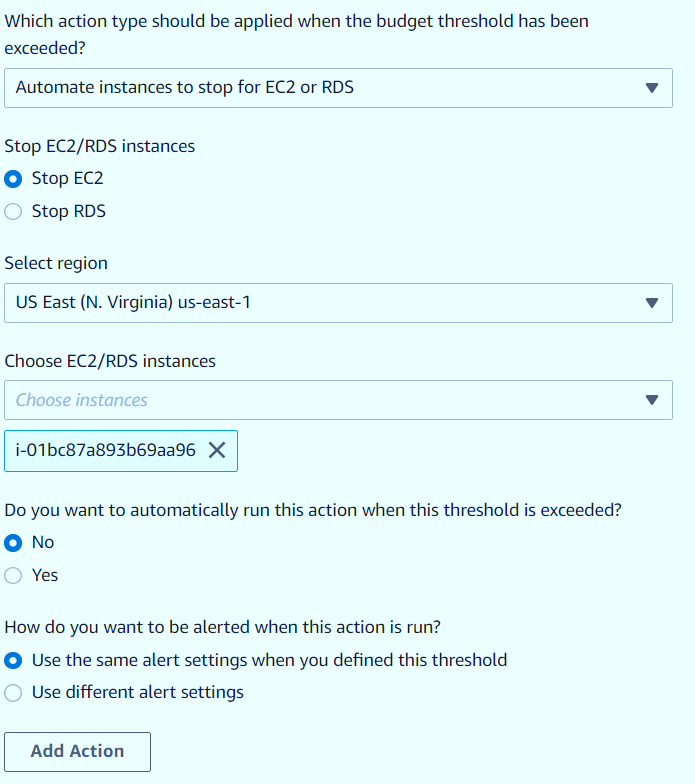 Which action type should be applied when the budget threshold has been
exceeded?
Automate instances to stop for EC2 or RDS
Stop EC2/RDS instances
Stop EC2
Stop RDS
Select region
US East (N. Virginia) us-east-1
Choose EC2/RDS instances
Choose instances
i-01bc87a893b69aa96
Do you want to automatically run this action when this threshold is exceeded?
No
Yes
How do you want to be alerted when this action is run?
Use the same alert settings when you defined this threshold
Use different alert settings
Add Action